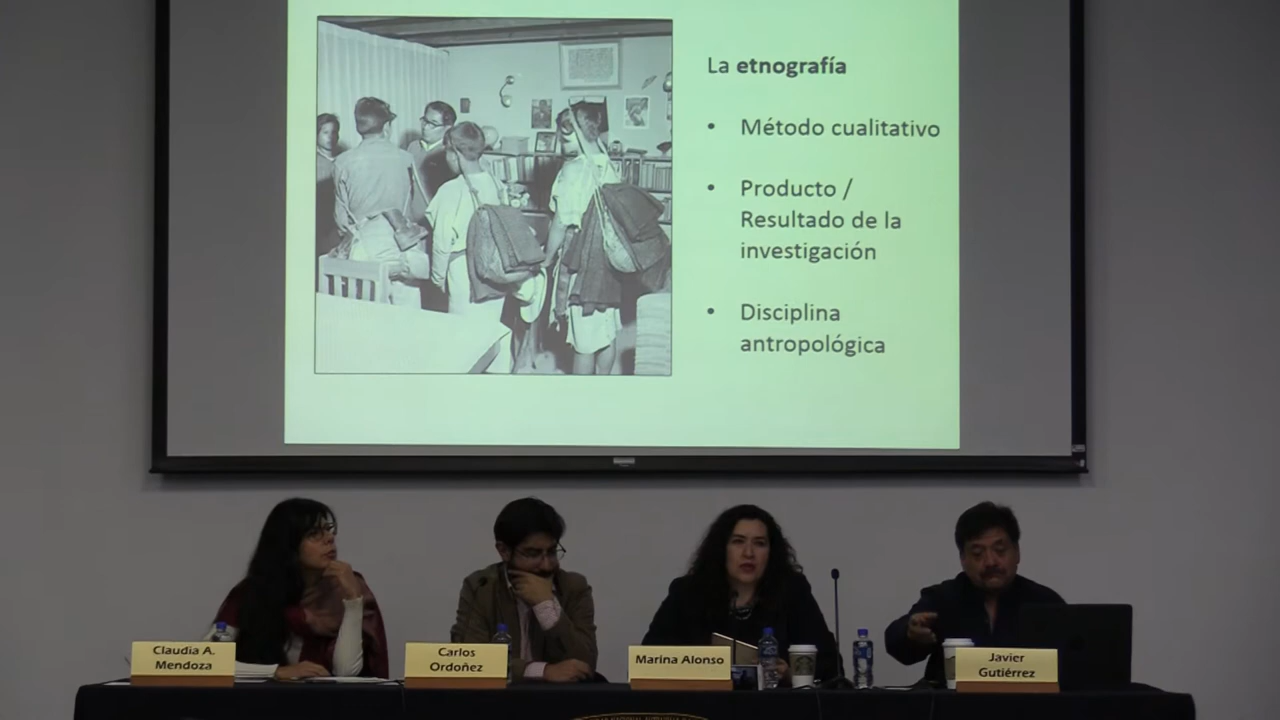 La etnografía
• Método cualitativo
• Producto /
Resultado de la
investigación
• Disciplina
antropológica
Claudia A.
Mendoza
Carlos
Ordoñez
Marina Alonso
Javier
Gutiérrez